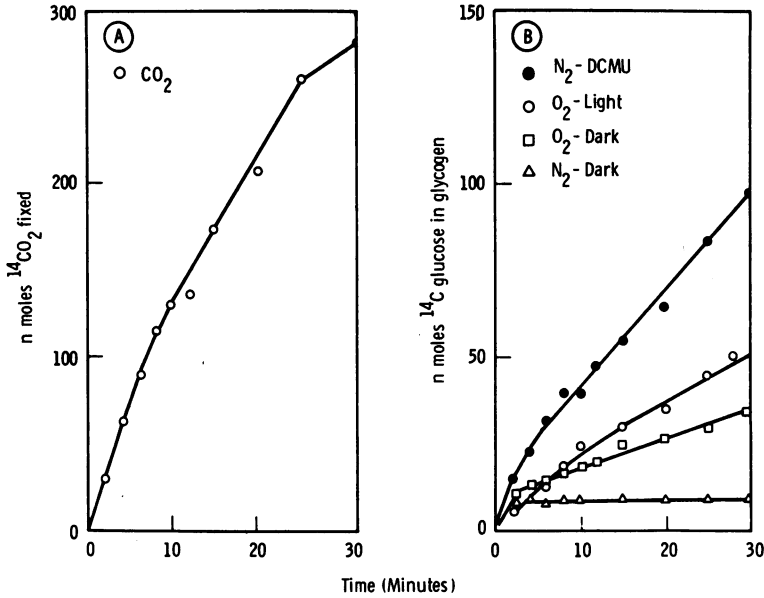 A
CO2
300
200
100
0
0
10
20
30
n moles 14CO2 fixed
B
N2-DCMU
O2-Light
O2-Dark
N2-Dark
150
100
50
0
0
10
20
30
n moles 14C glucose in glycogen
Time (Minutes)